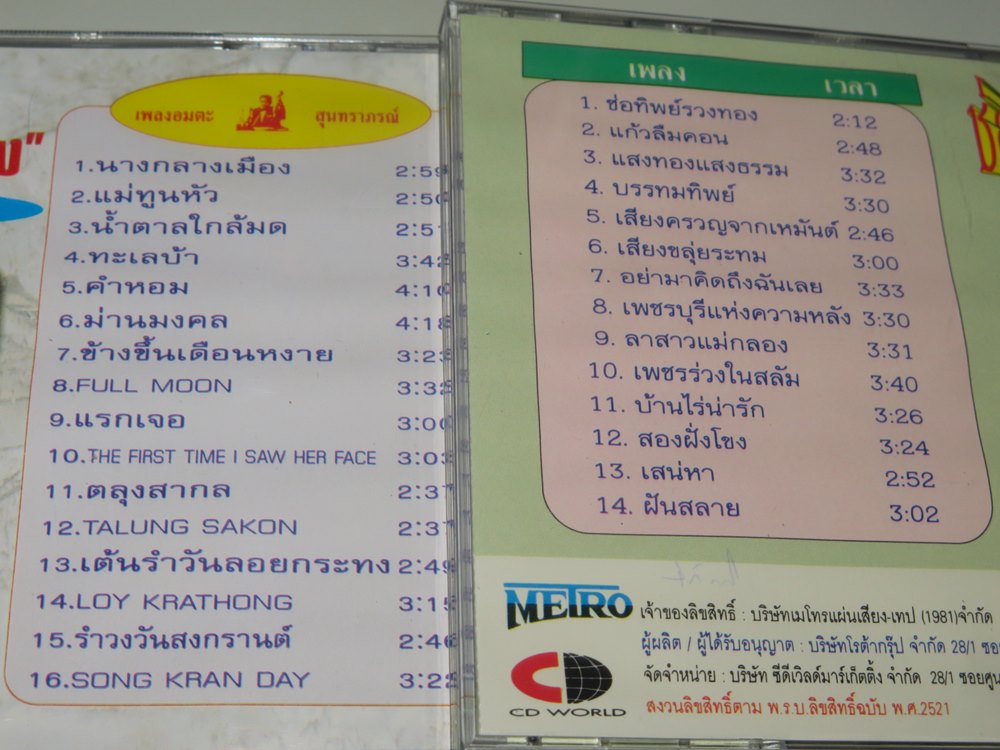 เพลงอมตะ สุนทราภรณ์
1.นางกลางเมือง 2:59
2.แม่ทูนหัว 2:50
3.น้ำตาลใกล้มด 2:51
4.ทะเลบ้า 3:42
5.คำหอม 4:10
6.ม่านมงคล 4:18
7.ข้างขึ้นเดือนหงาย 3:23
8.FULL MOON 3:32
9.แรกเจอ 3:00
10.THE FIRST TIME I SAW HER FACE 3:03
11.ตลุงสากล 2:37
12.TALUNG SAKON 2:37
13.เต้นรำวันลอยกระทง 2:49
14.LOY KRATHONG 3:15
15.รำวงวันสงกรานต์ 2:46
16.SONG KRAN DAY 3:22
เพลง เวลา
1. ช่อทิพย์รวงทอง 2:12
2. แก้วลืมคอน 2:48
3. แสงทองแสงธรรม 3:32
4. บรรทมทิพย์ 3:30
5. เสียงครวญจากเหมันต์ 2:46
6. เสียงขลุ่ยระทม 3:00
7. อย่ามาคิดถึงฉันเลย 3:33
8. เพชรบุรีแห่งความหลัง 3:30
9. ลาสาวแม่กลอง 3:31
10. เพชรร่วงในสลัม 3:40
11. บ้านไร่น่ารัก 3:26
12. สองฝั่งโขง 3:24
13. เสน่หา 2:52
14. ฝันสลาย 3:02
METRO
CD WORLD
เจ้าของลิขสิทธิ์ : บริษัทเมโทรแผ่นเสียง-เทป (1981)จำกัด
ผู้ผลิต / ผู้ได้รับอนุญาต : บริษัทโรต้ากรุ๊ป จำกัด 28/1 ซอย
จัดจำหน่าย : บริษัท ซีดีเวิลด์มาร์เก็ตติ้ง จำกัด 28/1 ซอยศูน
สงวนลิขสิทธิ์ตาม พ.ร.บ.ลิขสิทธิ์ฉบับ พ.ศ.2521